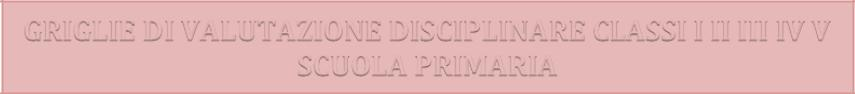 GRIGLIE DI VALUTAZIONE DISCIPLINARE CLASSI I II III IV V
SCUOLA PRIMARIA